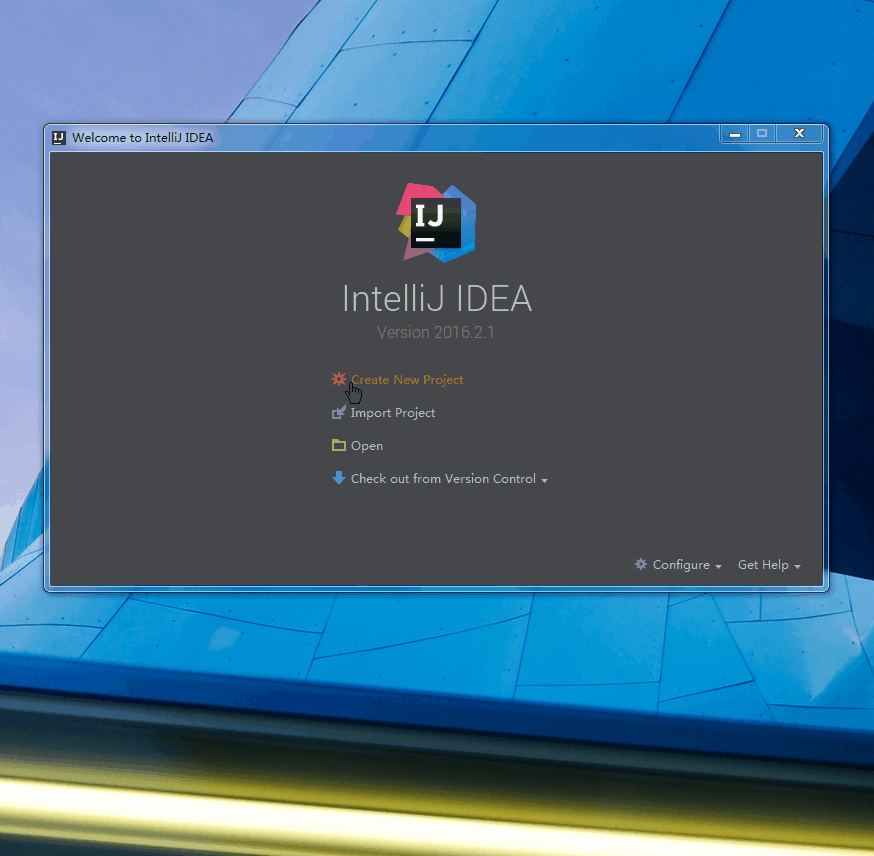 Welcome to IntelliJ IDEA
IJ
IntelliJ IDEA
Version 2016.2.1
Create New Project
Import Project
Open
Check out from Version Control
Configure
Get Help